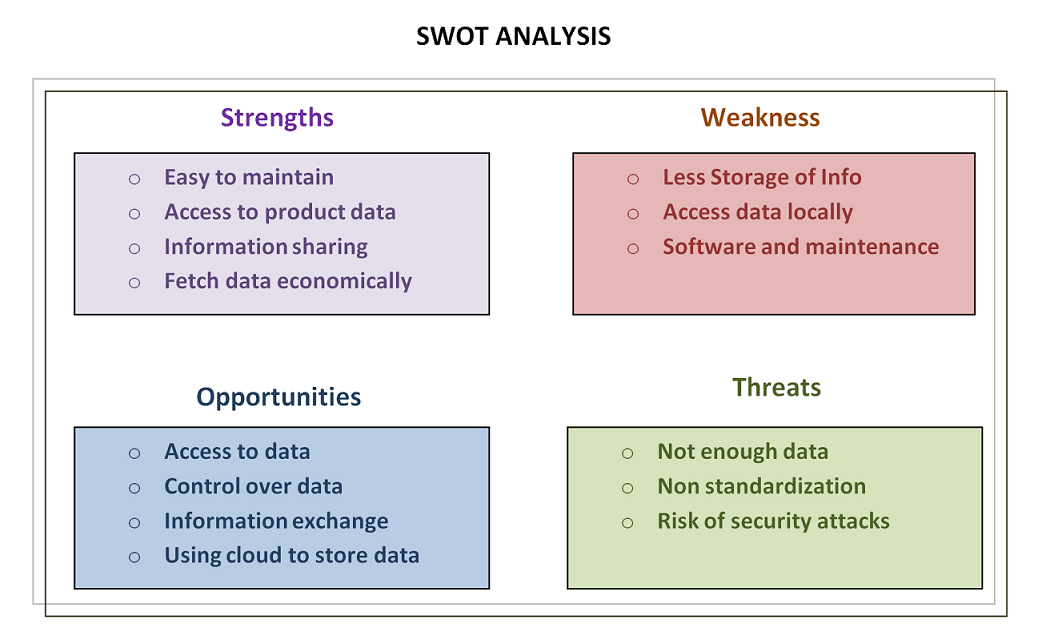 SWOT ANALYSIS
Strengths
○ Easy to maintain
○ Access to product data
○ Information sharing
○ Fetch data economically
Weakness
○ Less Storage of Info
○ Access data locally
○ Software and maintenance
Opportunities
○ Access to data
○ Control over data
○ Information exchange
○ Using cloud to store data
Threats
○ Not enough data
○ Non standardization
○ Risk of security attacks